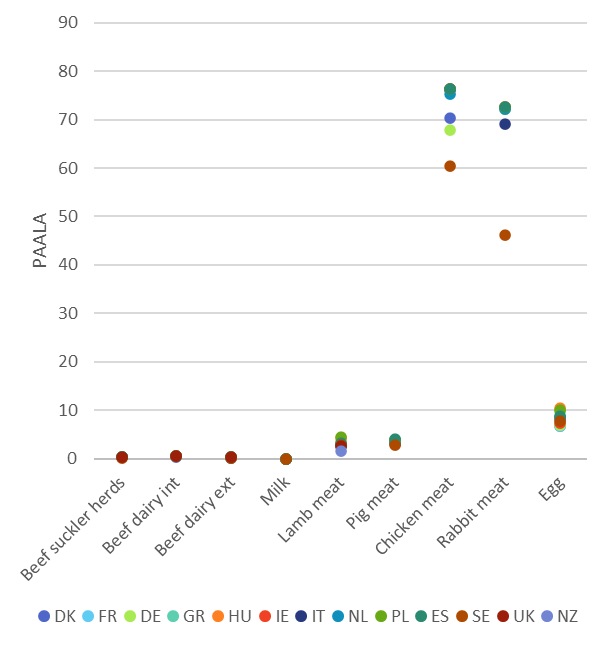 90
80
70
60
50
40
30
20
10
0
PAALA
Beef suckler herds
Beef dairy int
Beef dairy ext
Milk
Lamb meat
Pig meat
Chicken meat
Rabbit meat
Egg
DK FR DE GR HU IE IT NL PL ES SE UK NZ